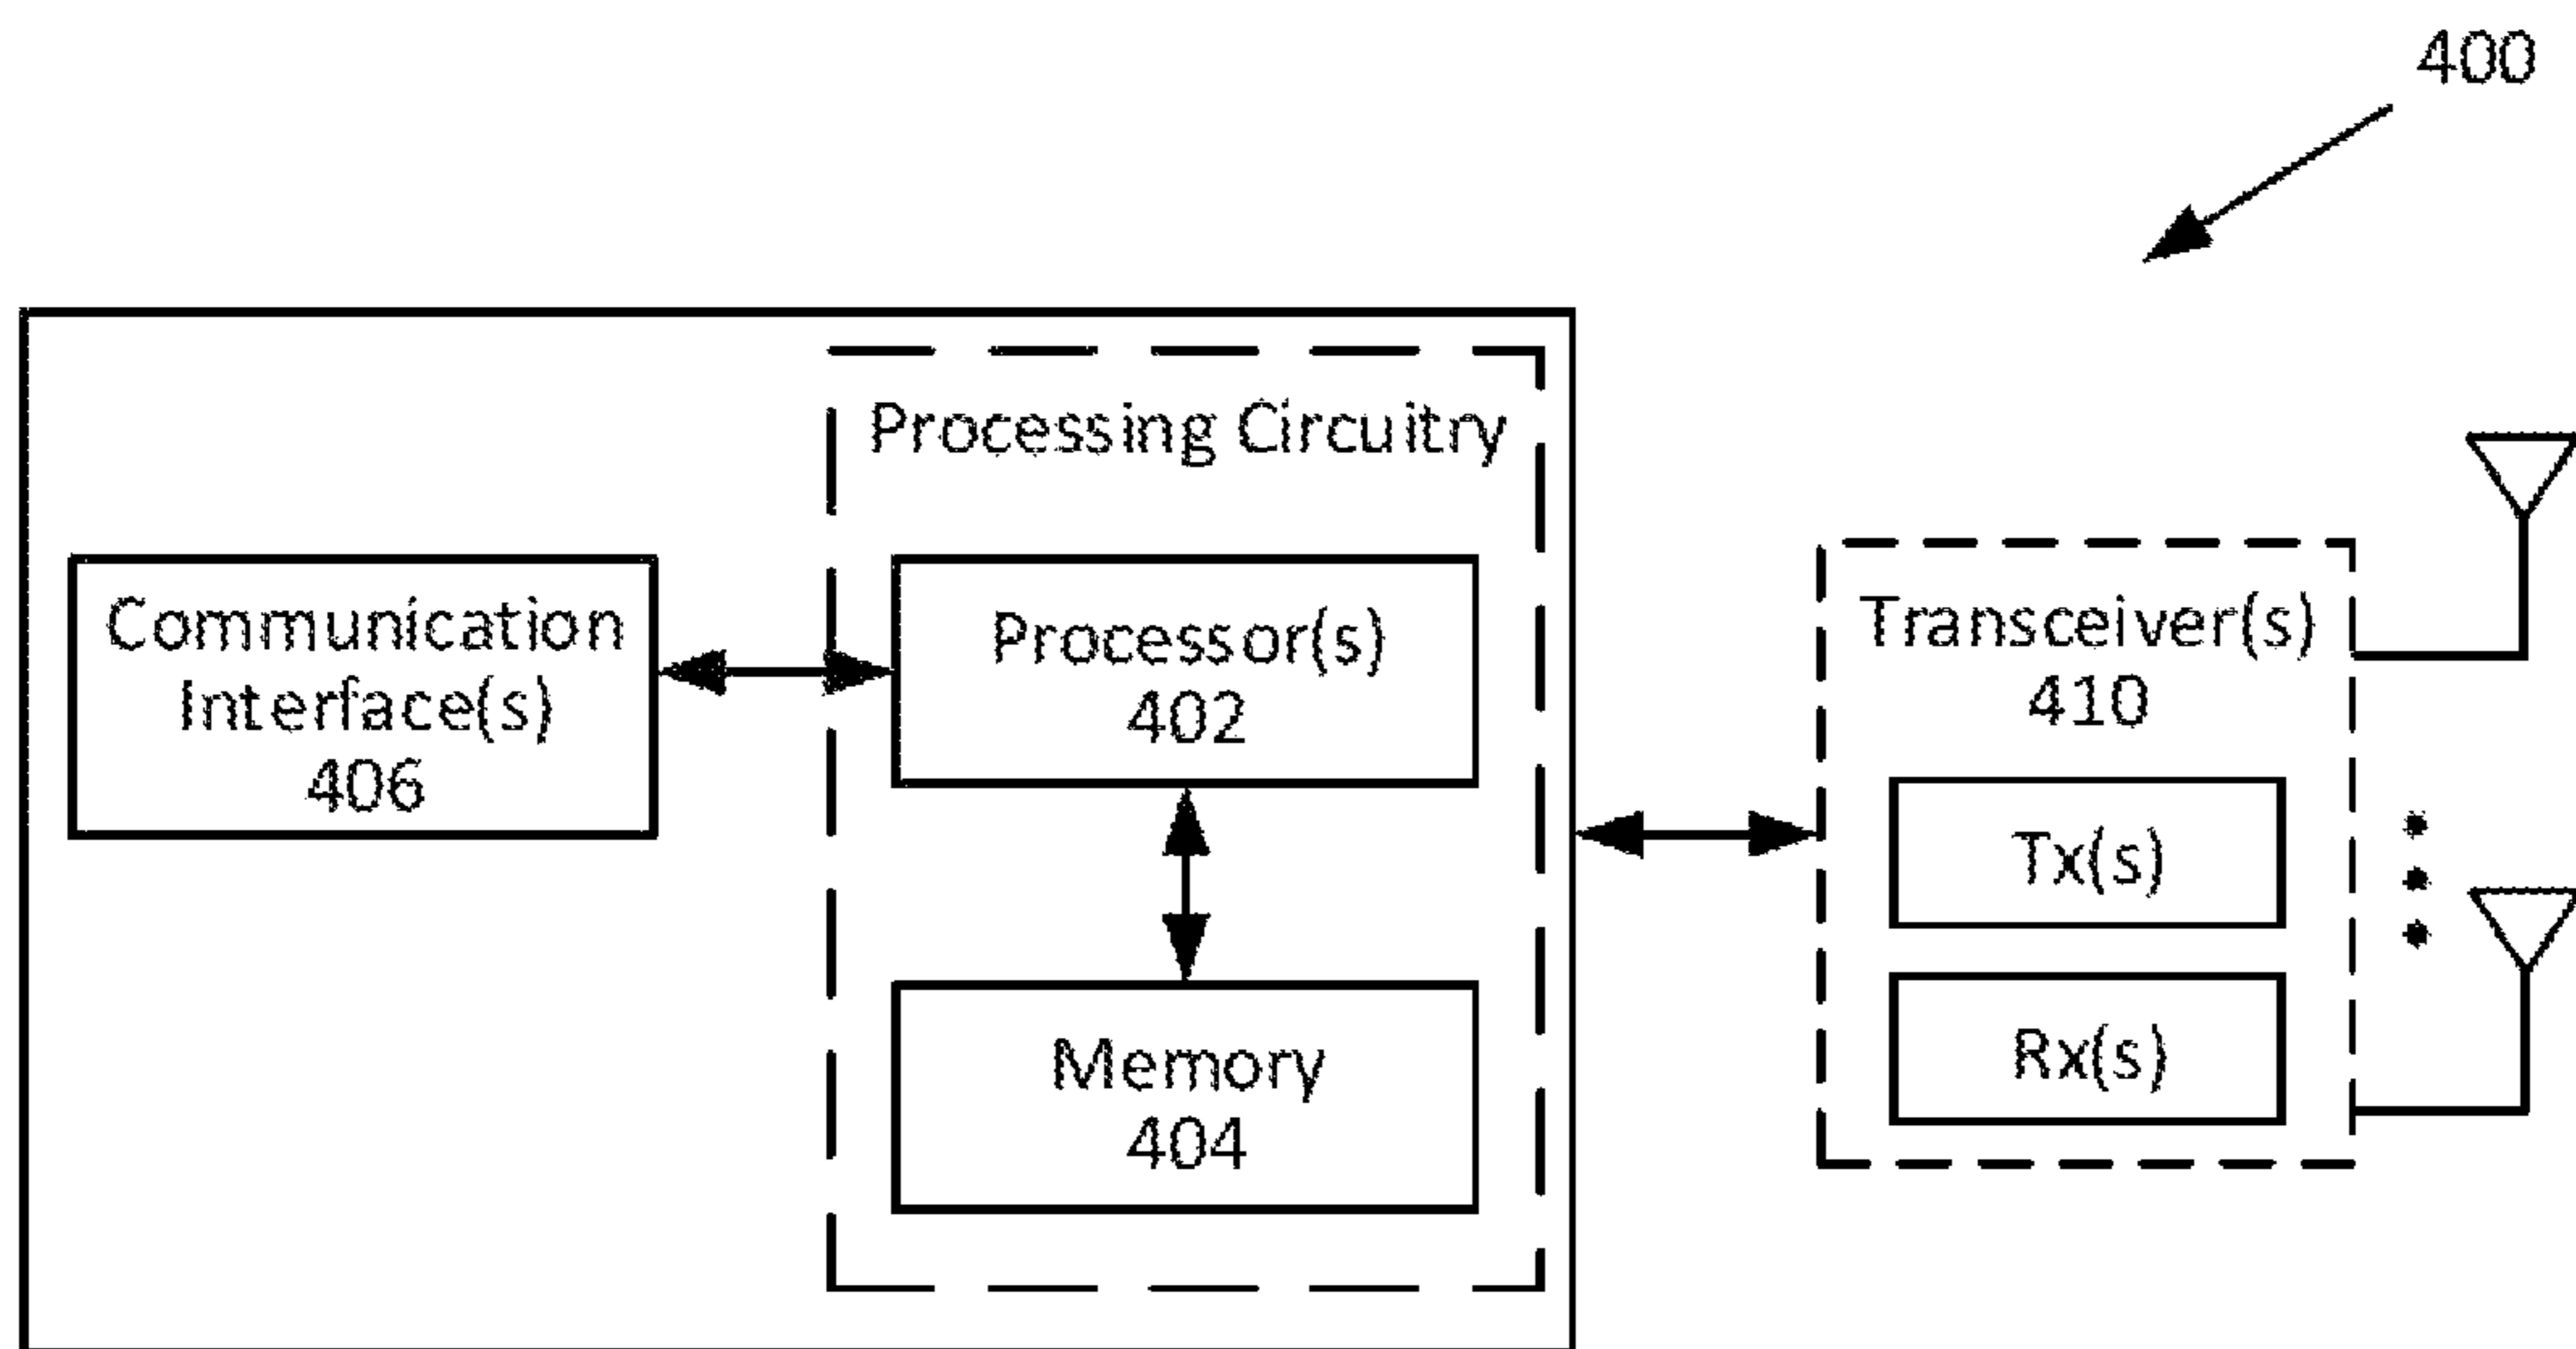 400
Processing Circuitry
Communication
Interface(s)
406
Processor(s)
402
Memory
404
Transceiver(s)
410
Tx(s)
Rx(s)